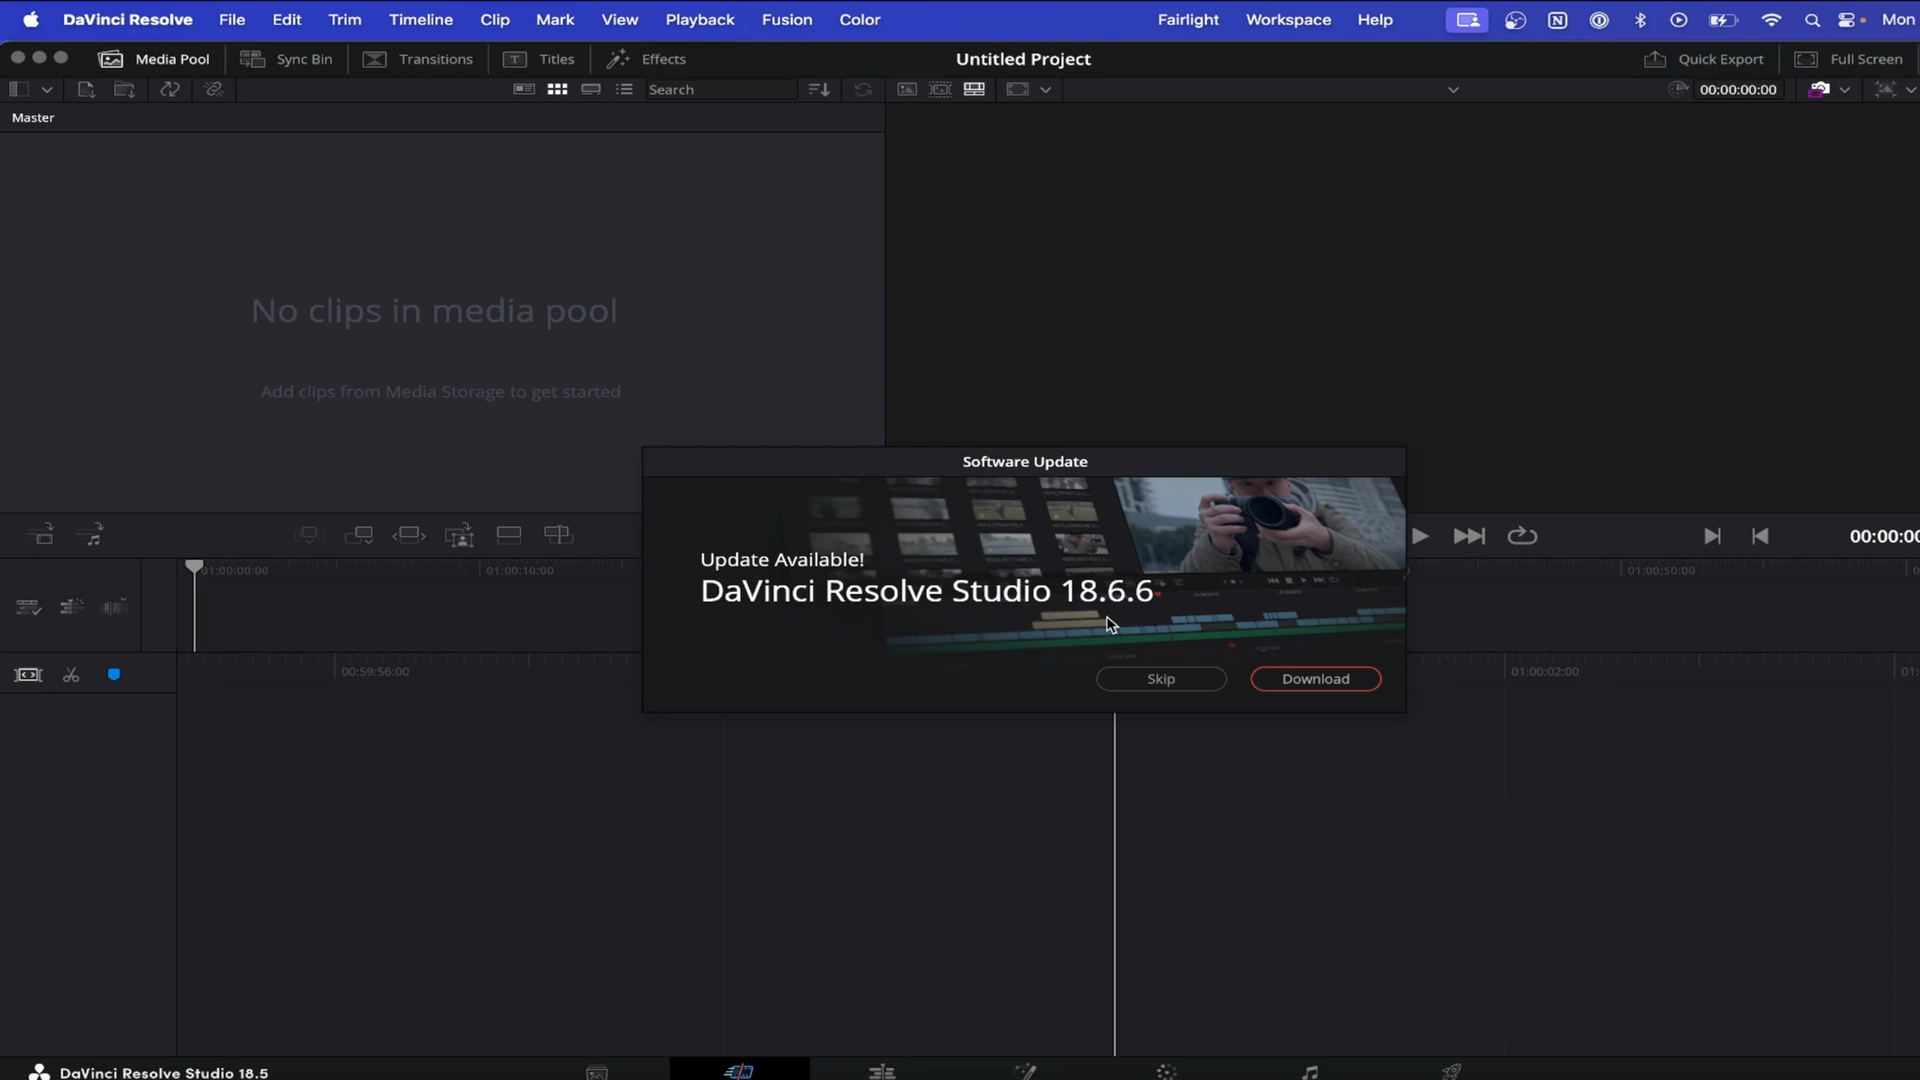 DaVinci Resolve File Edit Trim Timeline Clip Mark View Playback Fusion Color Fairlight Workspace Help Mon
Media Pool Sync Bin Transitions Titles Effects Untitled Project Quick Export Full Screen
Search 00:00:00:00
Master
No clips in media pool
Add clips from Media Storage to get started
Software Update
Update Available!
DaVinci Resolve Studio 18.6.6
Skip Download
00:00:00
01:00:00:00 01:00:10:00 01:00:50:00
00:59:56:00 01:00:02:00 01:
DaVinci Resolve Studio 18.5